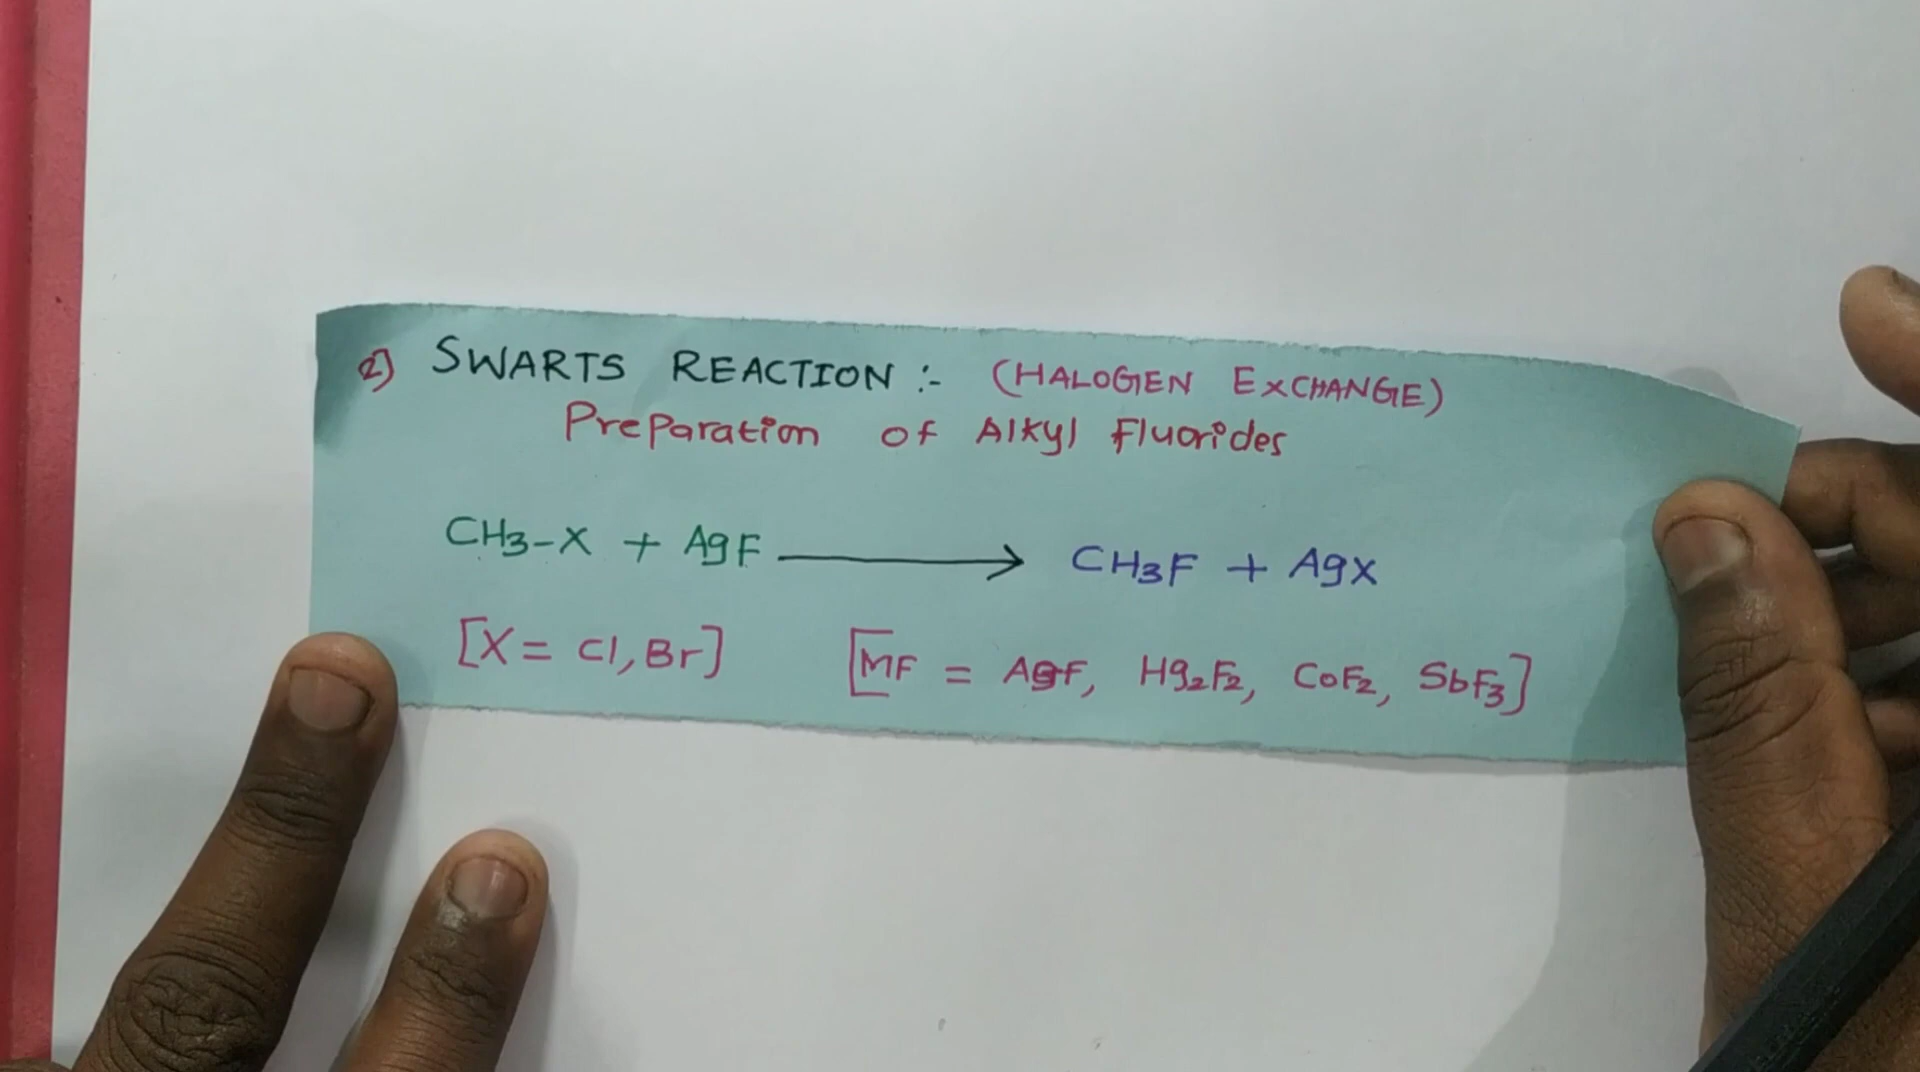 2) SWARTS REACTION :- (HALOGEN EXCHANGE)
Preparation of Alkyl Fluorides
CH3-X + AgF ⟶ CH3F + AgX
[X = Cl, Br] [MF = AgF, Hg2F2, CoF2, SbF3]